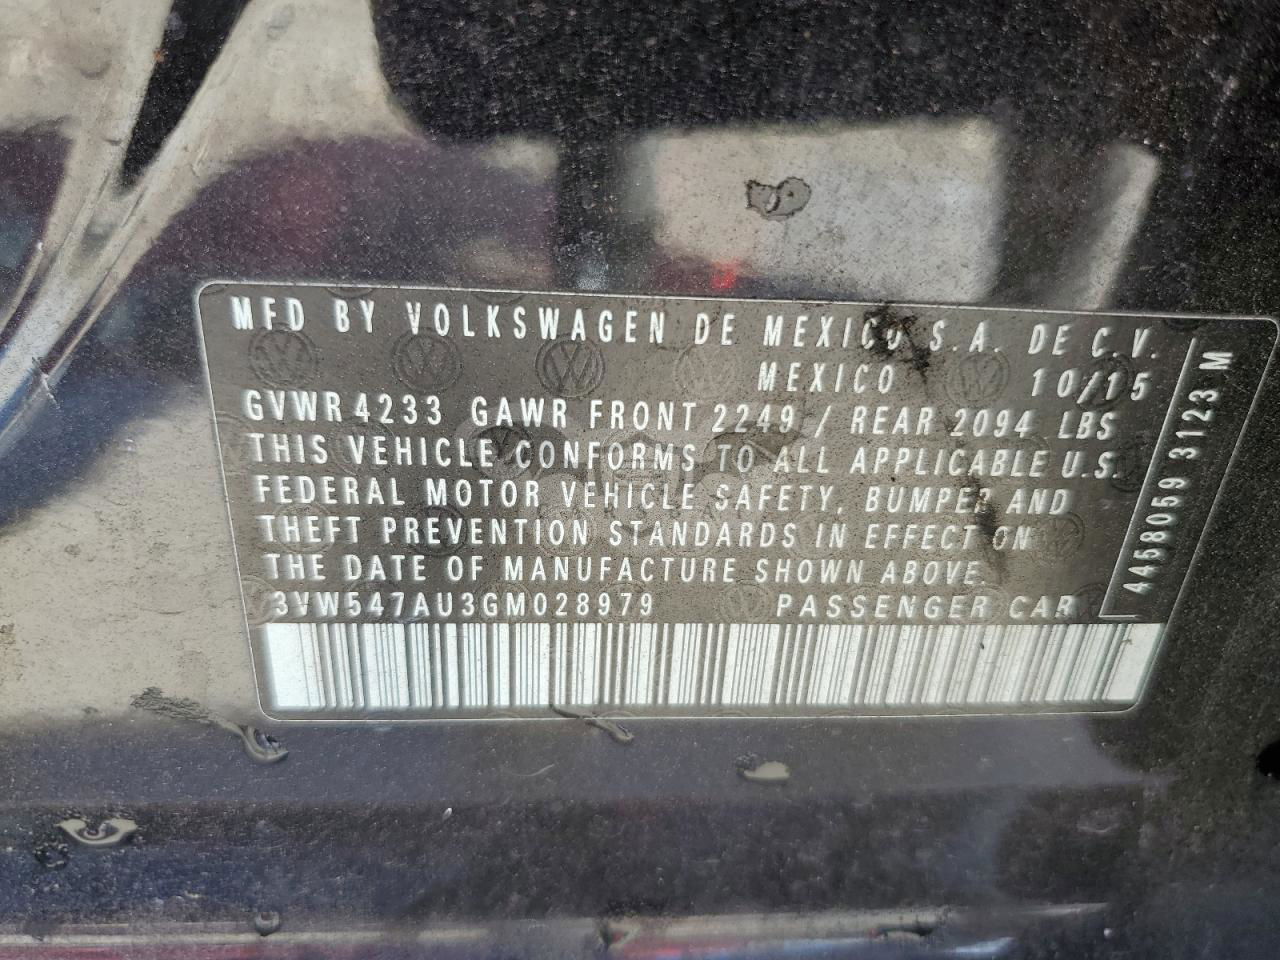 MFD BY VOLKSWAGEN DE MEXICO S.A. DE C.V.
MEXICO 10/15
GVWR 4233 GAWR FRONT 2249 / REAR 2094 LBS
THIS VEHICLE CONFORMS TO ALL APPLICABLE U.S.
FEDERAL MOTOR VEHICLE SAFETY, BUMPER AND
THEFT PREVENTION STANDARDS IN EFFECT ON
THE DATE OF MANUFACTURE SHOWN ABOVE.
3VW547AU3GM028979 PASSENGER CAR
4458059 3123 M